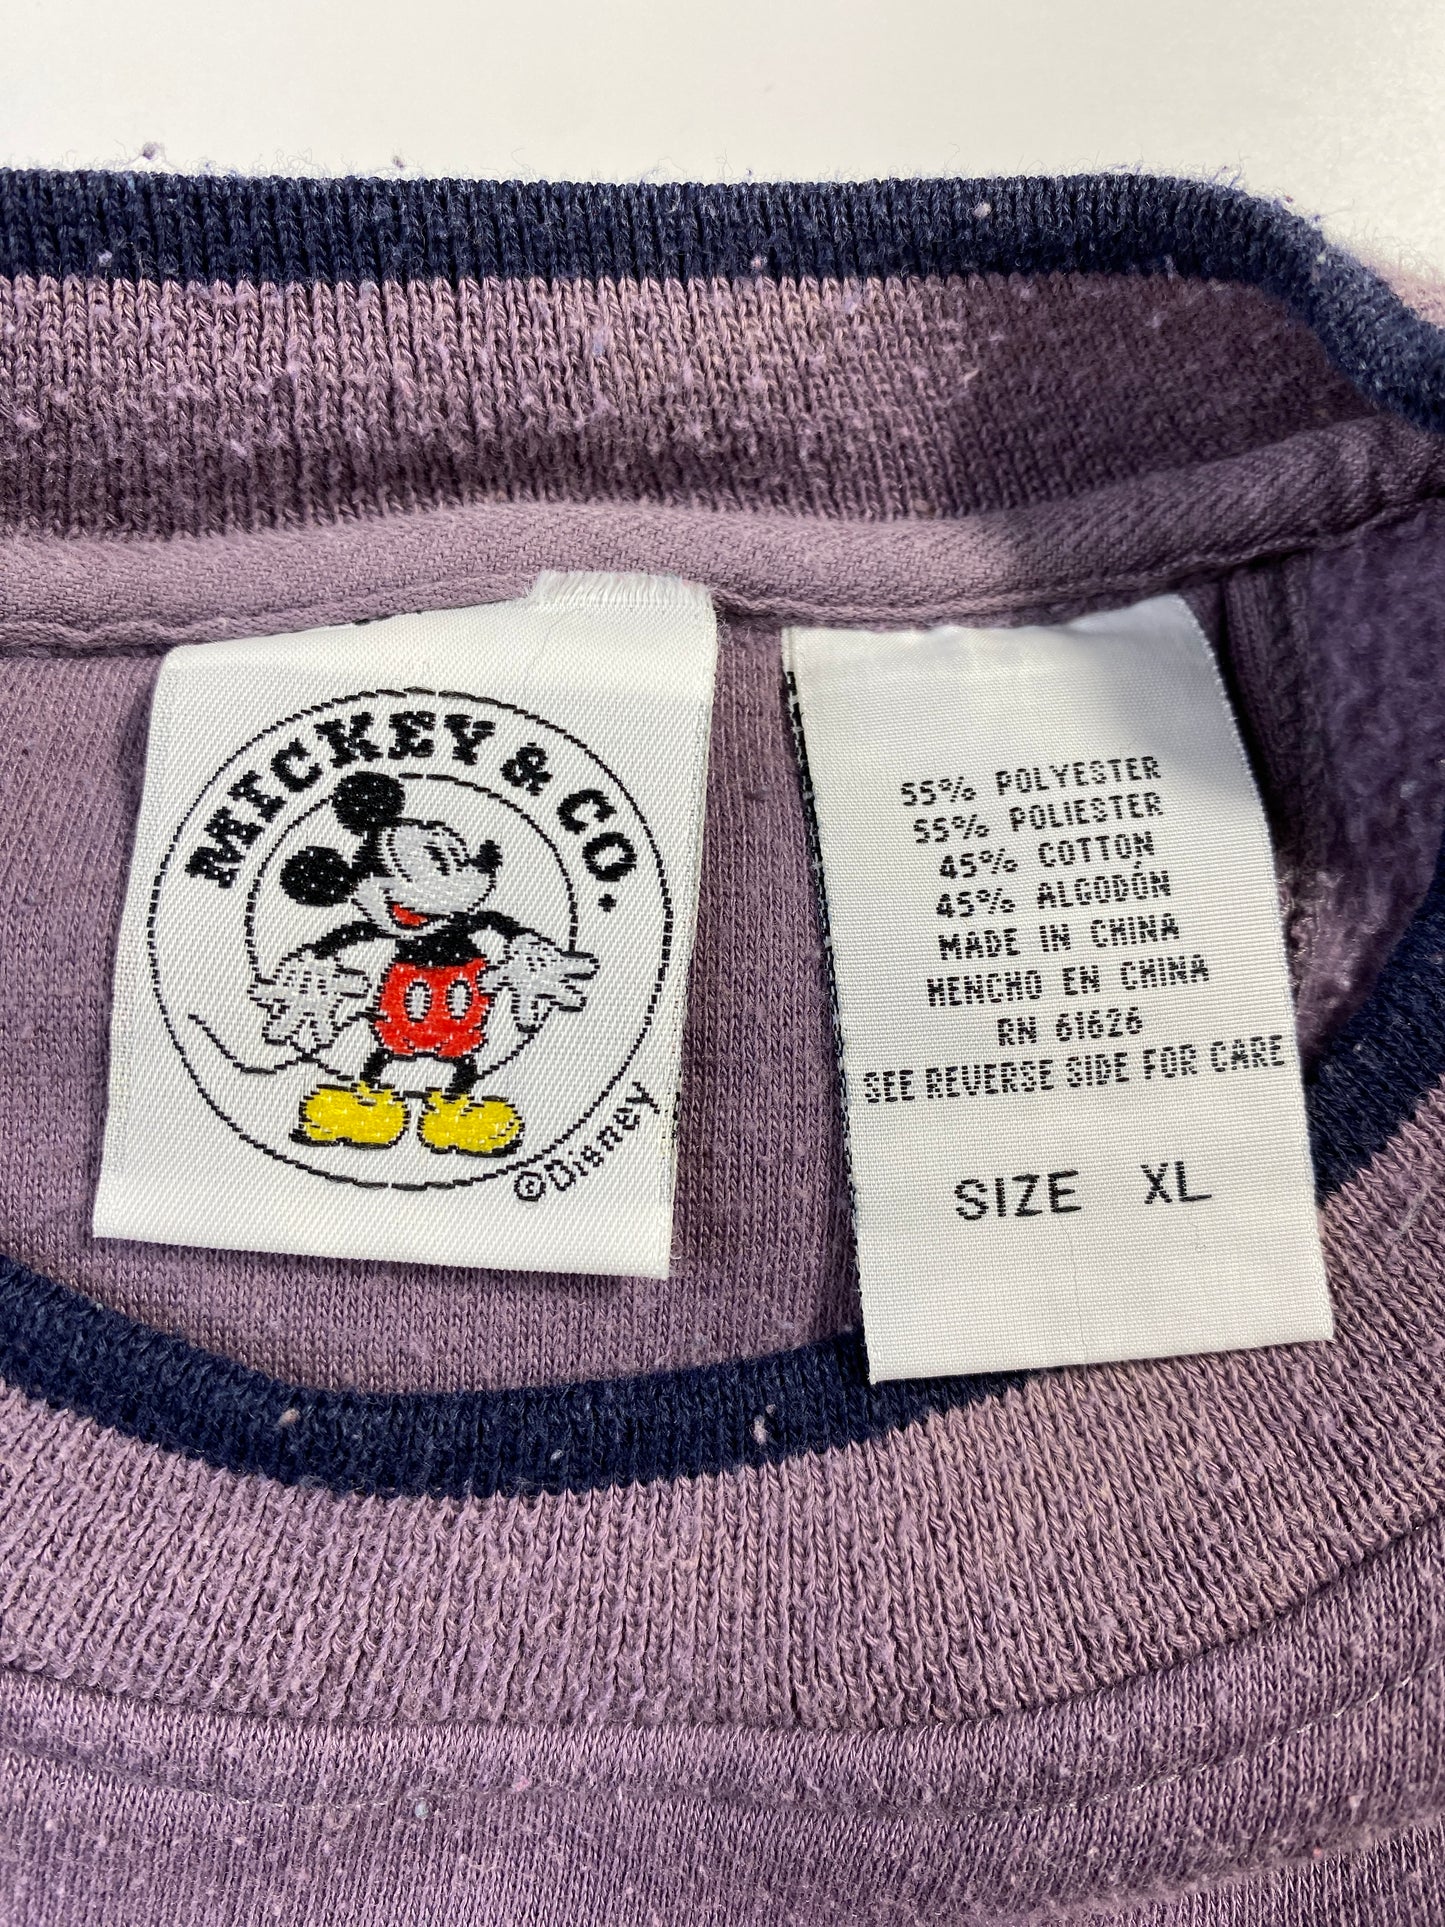 MICKEY & CO.
©Disney
55% POLYESTER
55% POLIESTER
45% COTTON
45% ALGODÓN
MADE IN CHINA
HENCHO EN CHINA
RN 61626
SEE REVERSE SIDE FOR CARE
SIZE XL